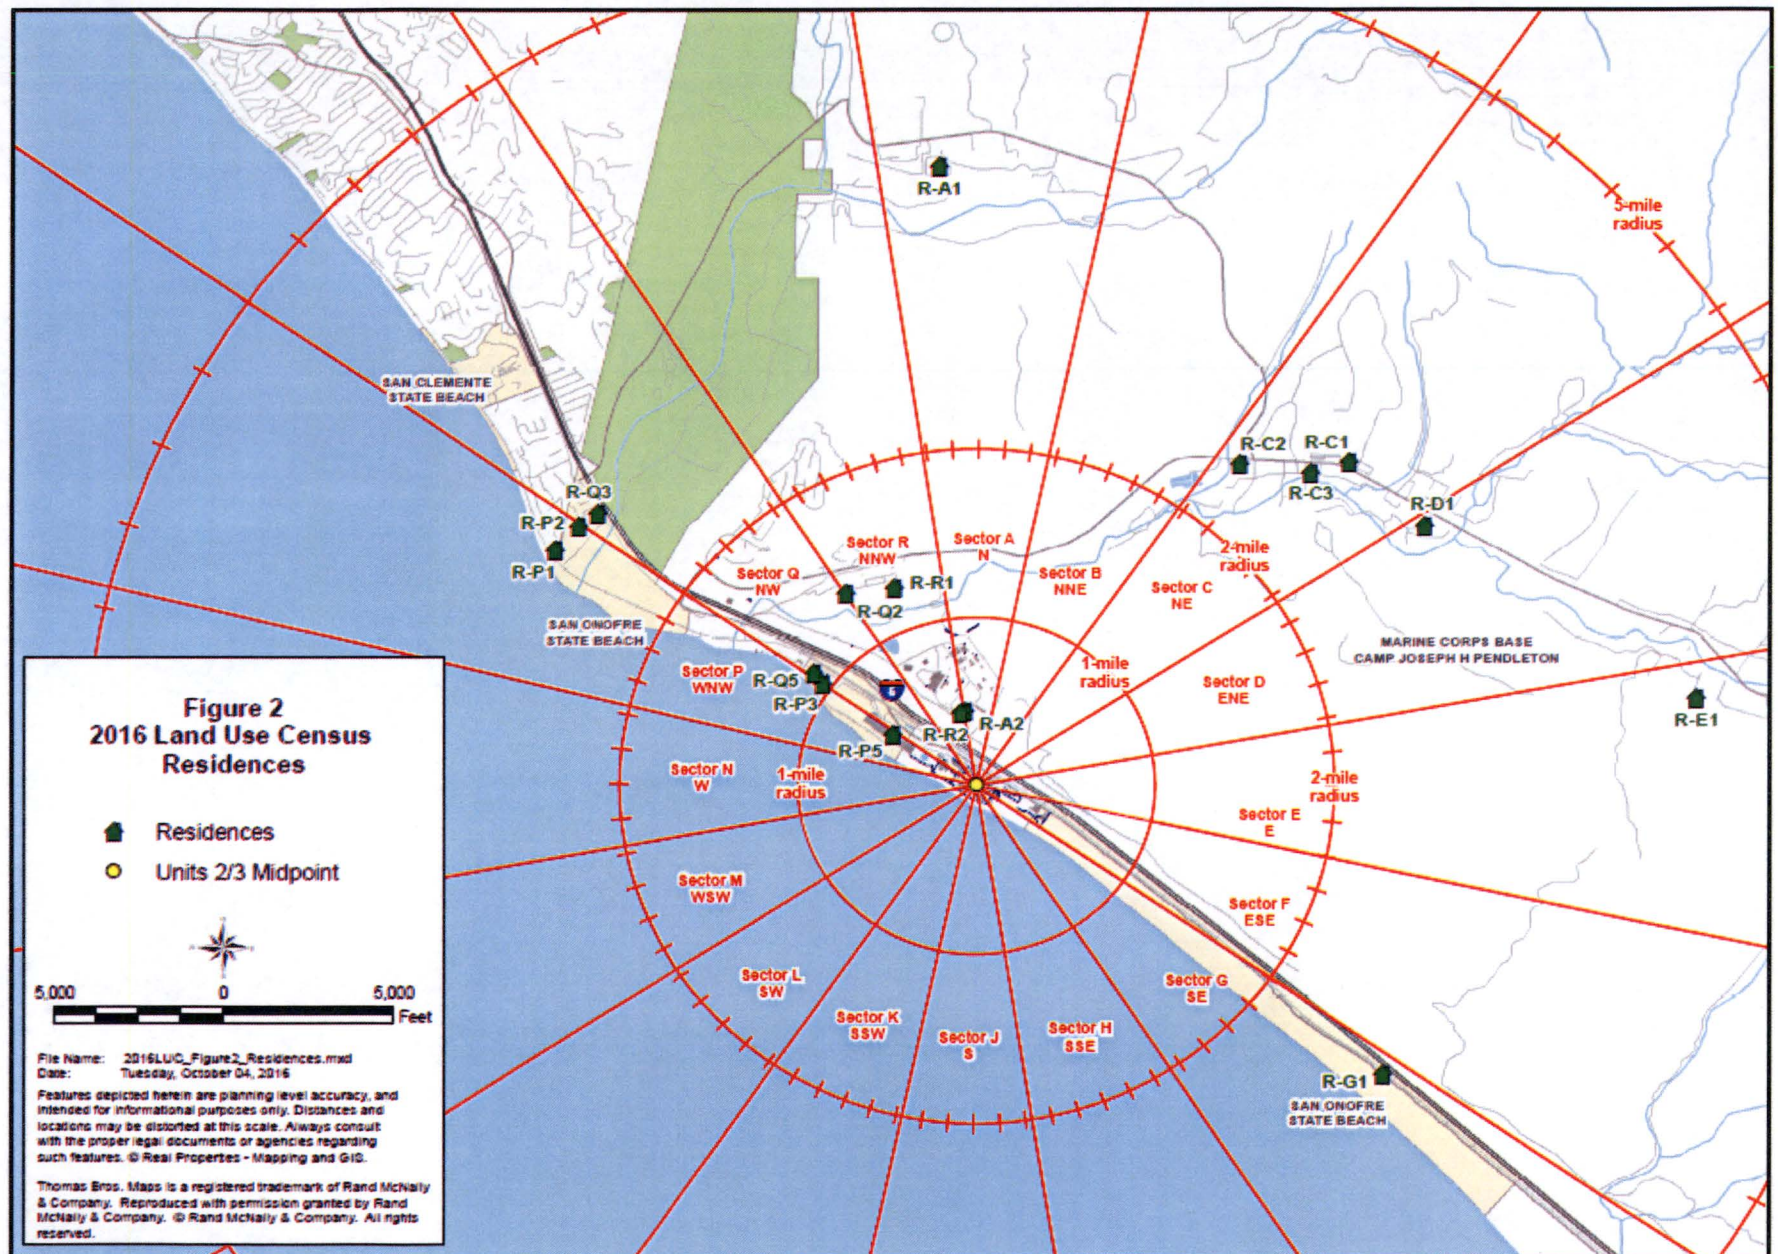 R-A1
5-mile
radius
SAN CLEMENTE
STATE BEACH
R-C2
R-C1
R-C3
R-Q3
R-P2
R-D1
R-P1
Sector R
NNW
Sector A
N
2-mile
radius
Sector Q
NW
Sector B
NNE
Sector C
NE
R-R1
R-Q2
SAN ONOFRE
STATE BEACH
MARINE CORPS BASE
CAMP JOSEPH H PENDLETON
1-mile
radius
Sector P
WNW
R-Q5
R-P3
5
Sector D
ENE
R-E1
R-A2
R-R2
R-P5
Sector N
W
1-mile
radius
2-mile
radius
Sector E
E
Sector M
WSW
Sector F
ESE
Sector L
SW
Sector G
SE
Sector K
SSW
Sector J
S
Sector H
SSE
R-G1
SAN ONOFRE
STATE BEACH
Figure 2
2016 Land Use Census
Residences
Residences
Units 2/3 Midpoint
5,000 0 5,000
Feet
File Name: 2016LUC_Figure2_Residences.mxd
Date: Tuesday, October 04, 2016
Features depicted herein are planning level accuracy, and
intended for informational purposes only. Distances and
locations may be distorted at this scale. Always consult
with the proper legal documents or agencies regarding
such features. © Real Properties - Mapping and GIS.
Thomas Bros. Maps is a registered trademark of Rand McNally
& Company. Reproduced with permission granted by Rand
McNally & Company. © Rand McNally & Company. All rights
reserved.